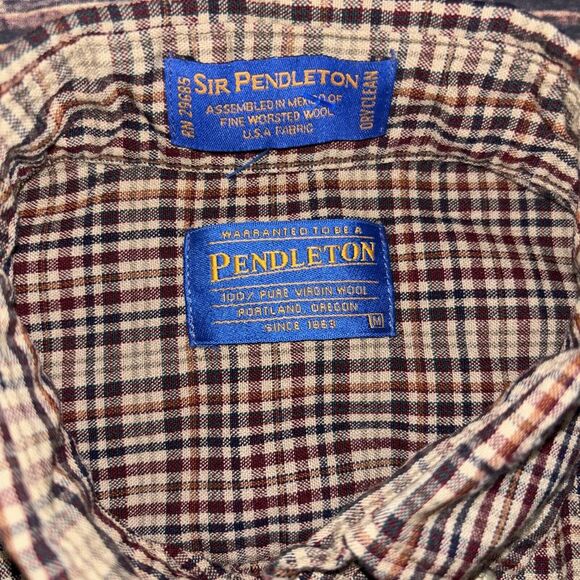 SIR PENDLETON
ASSEMBLED IN MEXICO OF
FINE WORSTED WOOL
U.S.A FABRIC
RN 29685
DRYCLEAN
WARRANTED TO BE A
PENDLETON
100% PURE VIRGIN WOOL
PORTLAND, OREGON
SINCE 1863
M